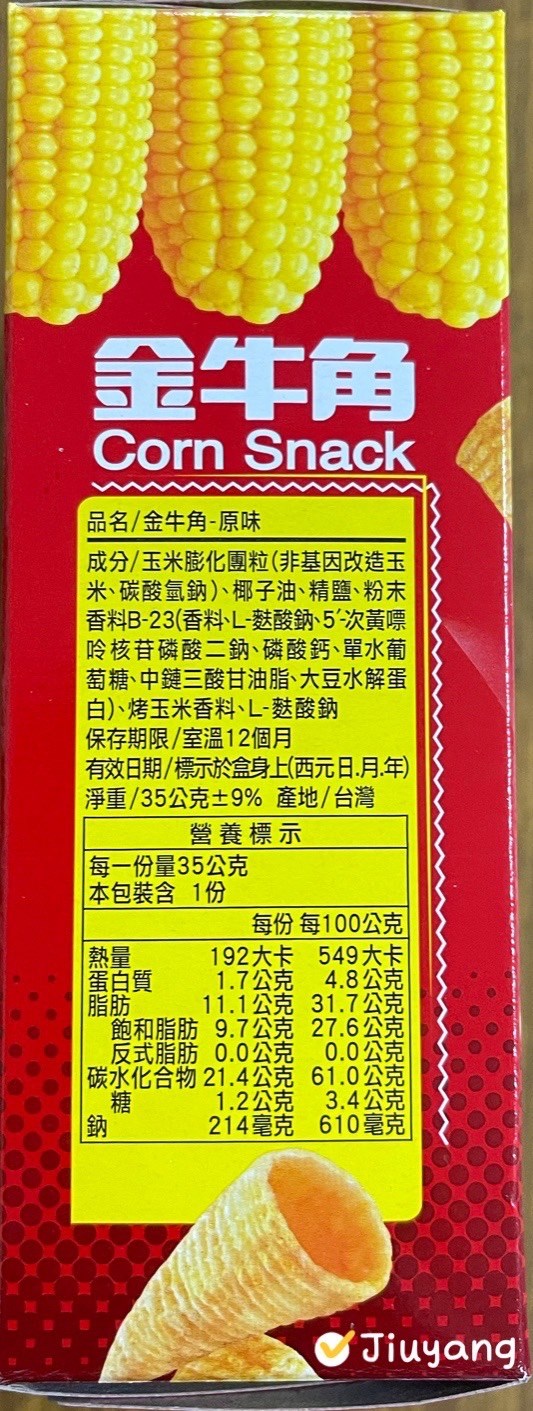 金牛角
Corn Snack
品名/金牛角-原味
成分/玉米膨化團粒(非基因改造玉
米、碳酸氫鈉)、椰子油、精鹽、粉末
香料B-23(香料、L-麩酸鈉、5'-次黃嘌
呤核苷磷酸二鈉、磷酸鈣、單水葡
萄糖、中鏈三酸甘油脂、大豆水解蛋
白)、烤玉米香料、L-麩酸鈉
保存期限/室溫12個月
有效日期/標示於盒身上(西元日.月.年)
淨重/35公克±9% 產地/台灣
營養標示
每一份量35公克
本包裝含 1份
每份 每100公克
熱量 192大卡 549大卡
蛋白質 1.7公克 4.8公克
脂肪 11.1公克 31.7公克
飽和脂肪 9.7公克 27.6公克
反式脂肪 0.0公克 0.0公克
碳水化合物 21.4公克 61.0公克
糖 1.2公克 3.4公克
鈉 214毫克 610毫克
Jiuyang